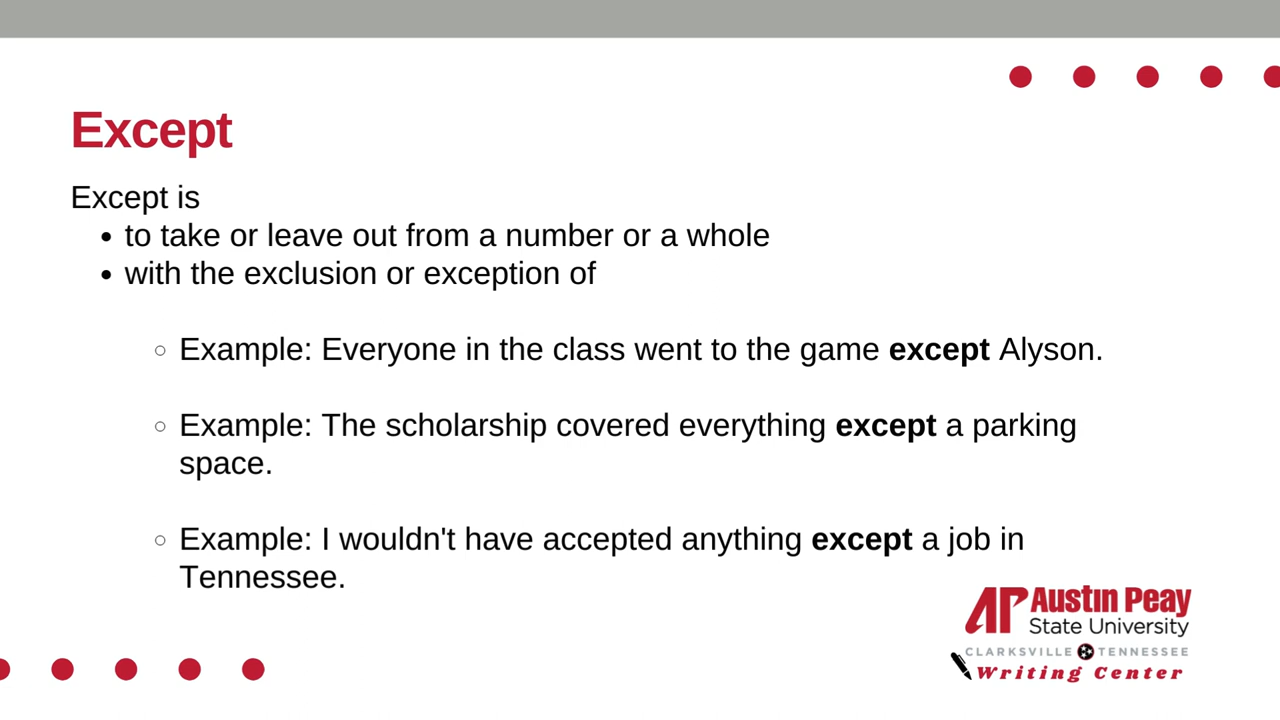 Except
Except is
• to take or leave out from a number or a whole
• with the exclusion or exception of
○ Example: Everyone in the class went to the game except Alyson.
○ Example: The scholarship covered everything except a parking
space.
○ Example: I wouldn't have accepted anything except a job in
Tennessee.
AP Austin Peay
State University
CLARKSVILLE TENNESSEE
Writing Center